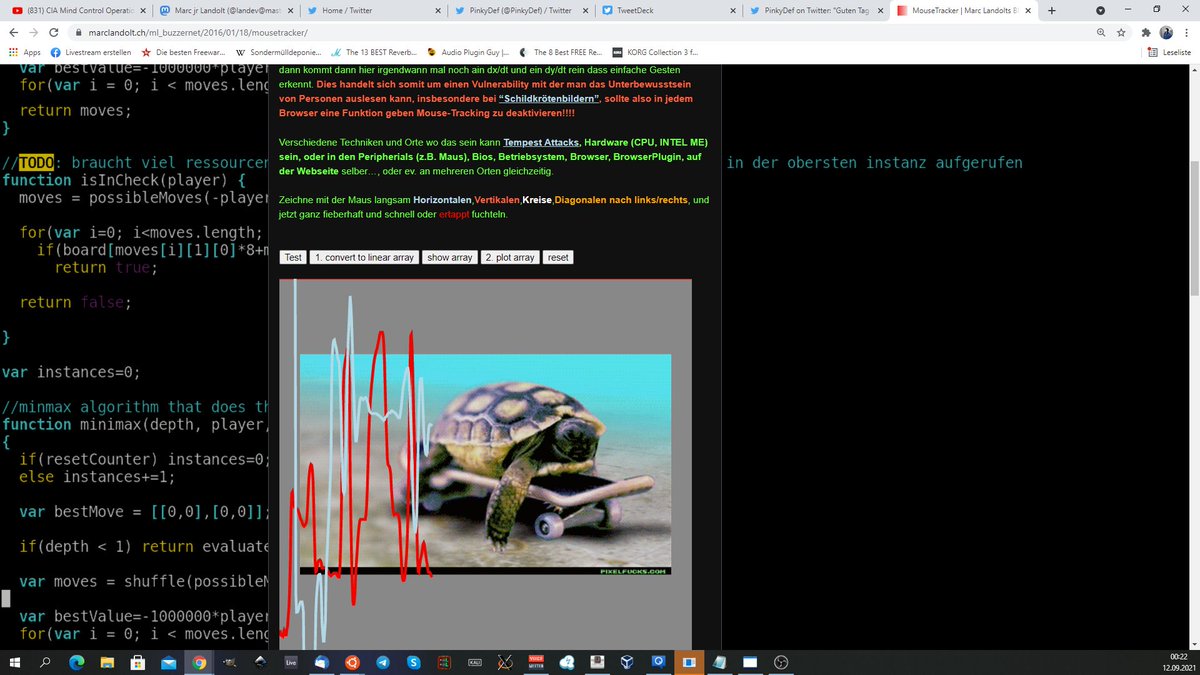 (831) CIA Mind Control Operatio
Marc jr Landolt (@landev@mast
Home / Twitter
PinkyDef (@PinkyDef) / Twitter
TweetDeck
PinkyDef on Twitter: "Guten Tag
MouseTracker | Marc Landolts B
marclandolt.ch/ml_buzzernet/2016/01/18/mousetracker/
Apps
Livestream erstellen
Die besten Freewar...
Sondermülldeponie...
The 13 BEST Reverb...
Audio Plugin Guy |...
The 8 Best FREE Re...
KORG Collection 3 f...
Leseliste
var bestValue=-1000000*player
for(var i = 0; i < moves.leng
return moves;
}
//TODO: braucht viel ressourcen
in der obersten instanz aufgerufen
function isInCheck(player) {
moves = possibleMoves(-player
for(var i=0; i<moves.length;
if(board[moves[i][1][0]*8+m
return true;
return false;
}
var instances=0;
//minmax algorithm that does th
function minimax(depth, player,
{
if(resetCounter) instances=0;
else instances+=1;
var bestMove = [[0,0],[0,0]];
if(depth < 1) return evaluate
var moves = shuffle(possibleM
var bestValue=-1000000*player
for(var i = 0; i < moves.leng
dann kommt dann hier irgendwann mal noch ain dx/dt und ein dy/dt rein dass einfache Gesten
erkennt. Dies handelt sich somit um einen Vulnerability mit der man das Unterbewusstsein
von Personen auslesen kann, insbesondere bei “Schildkrötenbildern”, sollte also in jedem
Browser eine Funktion geben Mouse-Tracking zu deaktivieren!!!!
Verschiedene Techniken und Orte wo das sein kann Tempest Attacks, Hardware (CPU, INTEL ME)
sein, oder in den Peripherials (z.B. Maus), Bios, Betriebsystem, Browser, BrowserPlugin, auf
der Webseite selber…, oder ev. an mehreren Orten gleichzeitig.
Zeichne mit der Maus langsam Horizontalen,Vertikalen,Kreise,Diagonalen nach links/rechts, und
jetzt ganz fieberhaft und schnell oder ertappt fuchteln.
Test
1. convert to linear array
show array
2. plot array
reset
PIXELFUCKS.COM
Live
00:22
12.09.2021